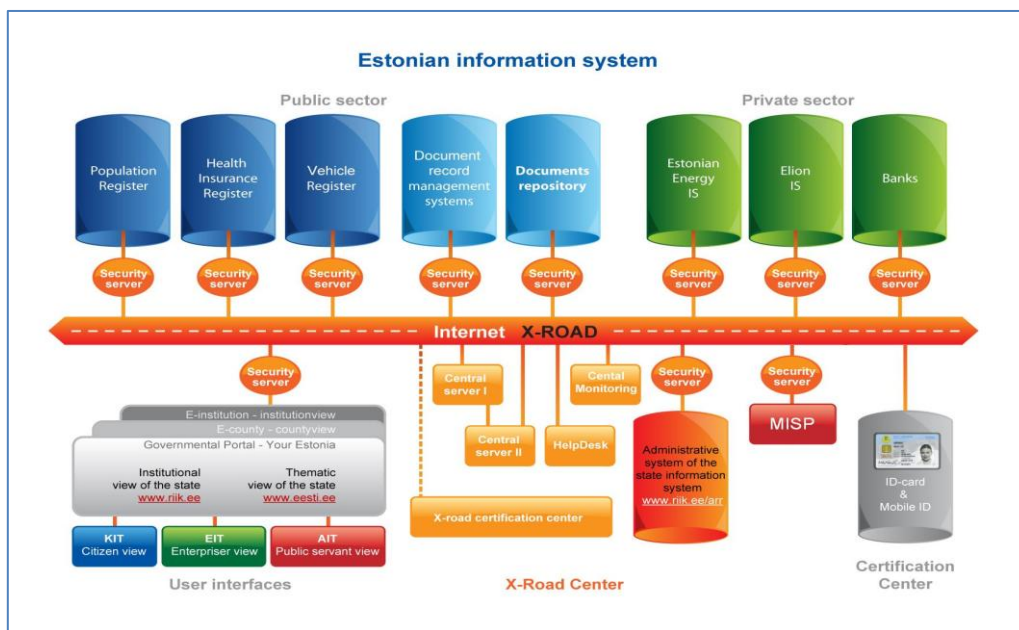 Estonian information system
Public sector
Private sector
Population
Register
Health
Insurance
Register
Vehicle
Register
Document
record
management
systems
Documents
repository
Estonian
Energy
IS
Elion
IS
Banks
Security
server
Security
server
Security
server
Security
server
Security
server
Security
server
Security
server
Security
server
Internet X-ROAD
Security
server
E-institution - institutionview
E-county - countyview
Governmental Portal - Your Estonia
Institutional
view of the state
www.riik.ee
Thematic
view of the state
www.eesti.ee
KIT
Citizen view
EIT
Enterpriser view
AIT
Public servant view
User interfaces
Central
server I
Central
server II
HelpDesk
Cental
Monitoring
X-road certification center
Security
server
Administrative
system of the
state information
system
www.riik.ee/arr
X-Road Center
Security
server
MISP
ID-card
&
Mobile ID
Certification
Center